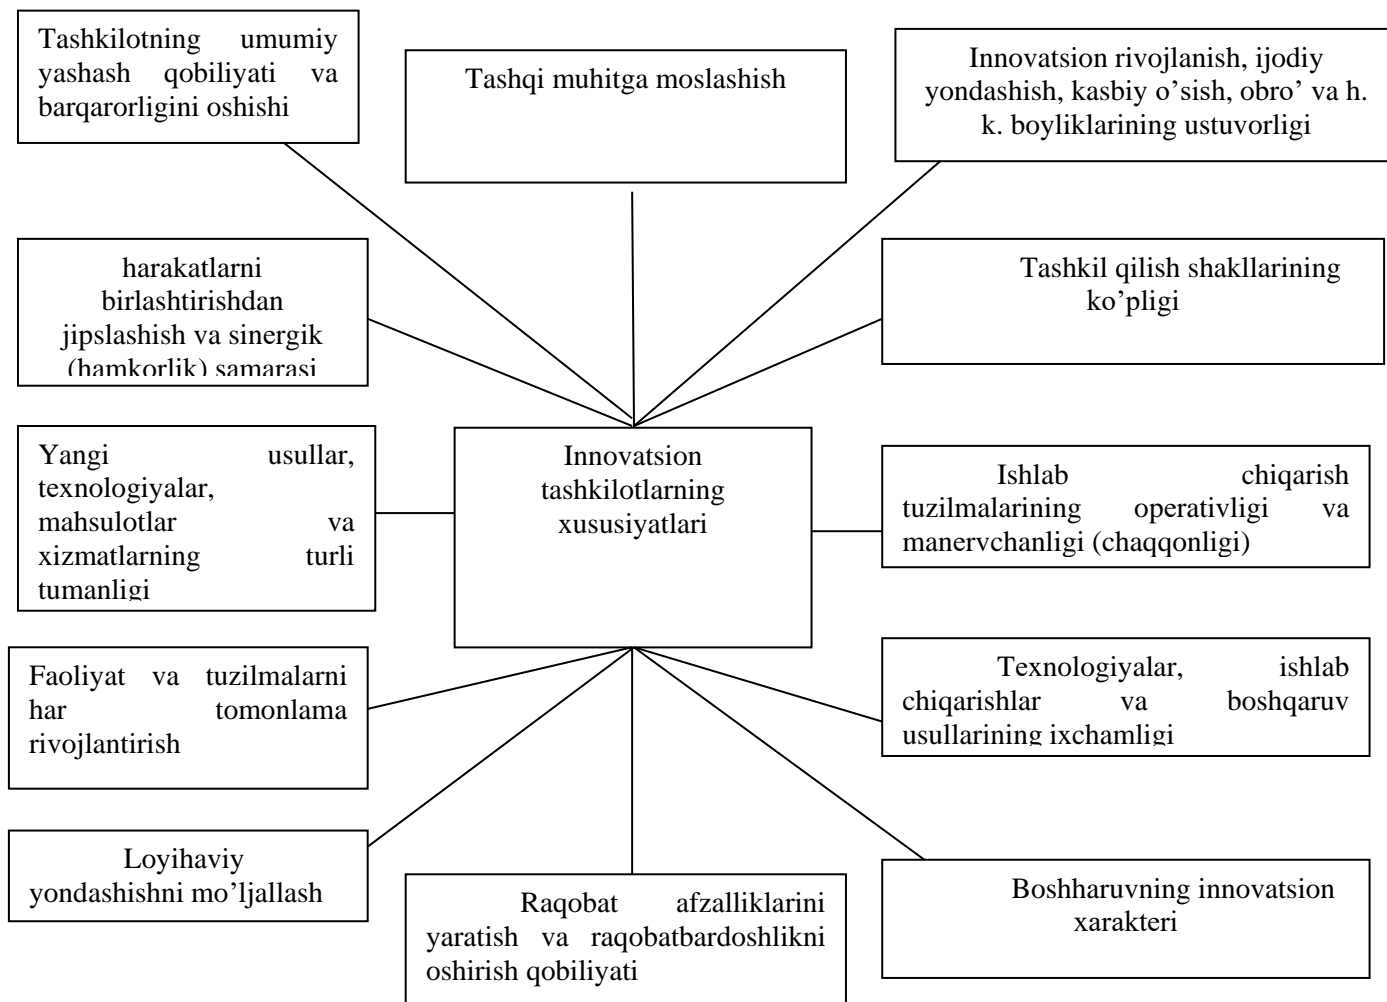 Tashkilotning umumiy
yashash qobiliyati va
barqarorligini oshishi
Tashqi muhitga moslashish
Innovatsion rivojlanish, ijodiy
yondashish, kasbiy o’sish, obro’ va h.
k. boyliklarining ustuvorligi
harakatlarni
birlashtirishdan
jipslashish va sinergik
(hamkorlik) samarasi
Tashkil qilish shakllarining
ko’pligi
Yangi usullar,
texnologiyalar,
mahsulotlar va
xizmatlarning turli
tumanligi
Innovatsion
tashkilotlarning
xususiyatlari
Ishlab chiqarish
tuzilmalarining operativligi va
manervchanligi (chaqqonligi)
Faoliyat va tuzilmalarni
har tomonlama
rivojlantirish
Texnologiyalar, ishlab
chiqarishlar va boshqaruv
usullarining ixchamligi
Loyihaviy
yondashishni mo’ljallash
Raqobat afzalliklarini
yaratish va raqobatbardoshlikni
oshirish qobiliyati
Boshharuvning innovatsion
xarakteri